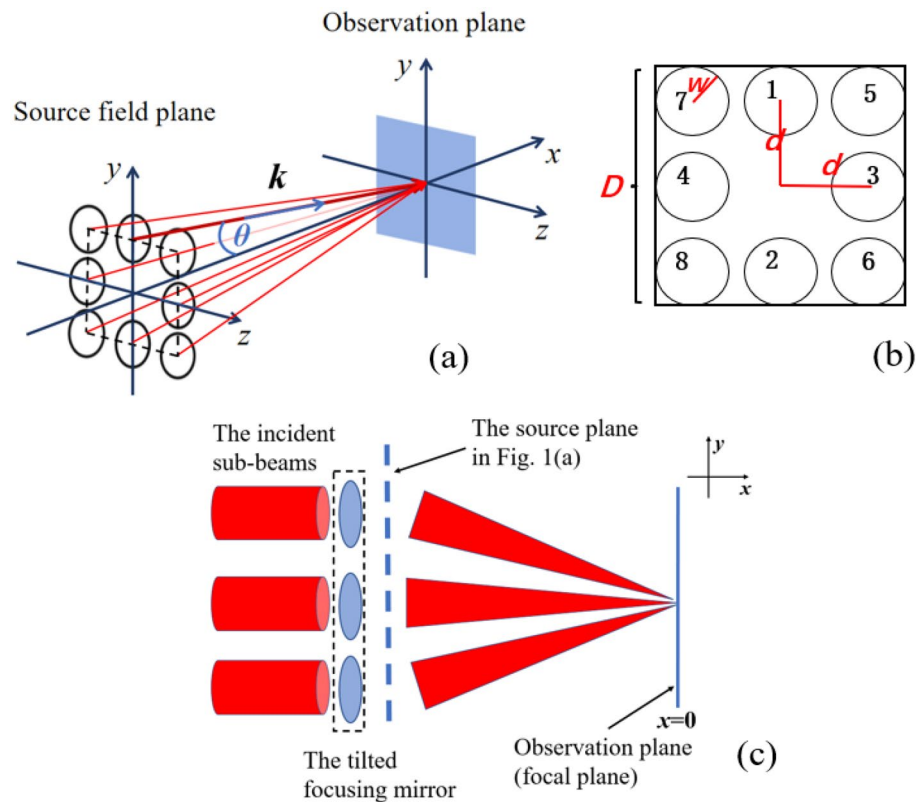 Observation plane
y
x
z
Source field plane
y
k
θ
z
(a)
D
7 w 1 5
d
4 d 3
8 2 6
(b)
The incident
sub-beams
The source plane
in Fig. 1(a)
y
x
x=0
The tilted
focusing mirror
Observation plane
(focal plane)
(c)